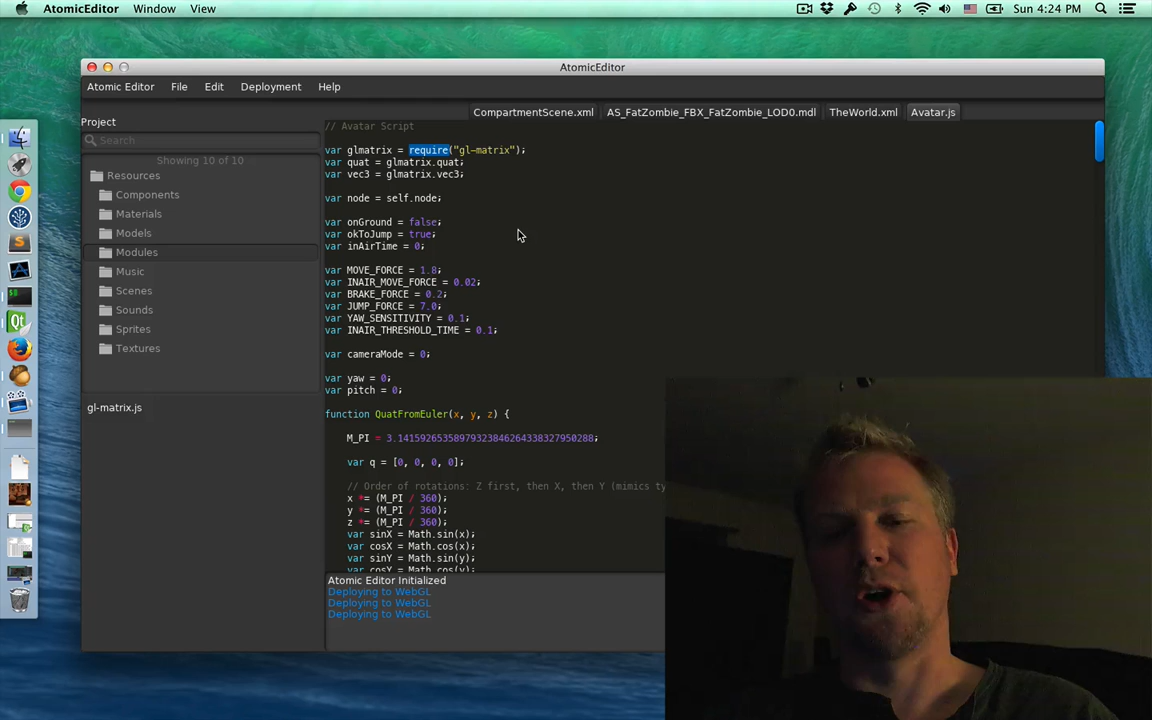 AtomicEditor Window View Sun 4:24 PM
AtomicEditor
Atomic Editor File Edit Deployment Help
CompartmentScene.xml AS_FatZombie_FBX_FatZombie_LOD0.mdl TheWorld.xml Avatar.js
Project
Search
Showing 10 of 10
Resources
Components
Materials
Models
Modules
Music
Scenes
Sounds
Sprites
Textures
gl-matrix.js
// Avatar Script
var glmatrix = require("gl-matrix");
var quat = glmatrix.quat;
var vec3 = glmatrix.vec3;
var node = self.node;
var onGround = false;
var okToJump = true;
var inAirTime = 0;
var MOVE_FORCE = 1.8;
var INAIR_MOVE_FORCE = 0.02;
var BRAKE_FORCE = 0.2;
var JUMP_FORCE = 7.0;
var YAW_SENSITIVITY = 0.1;
var INAIR_THRESHOLD_TIME = 0.1;
var cameraMode = 0;
var yaw = 0;
var pitch = 0;
function QuatFromEuler(x, y, z) {
M_PI = 3.14159265358979323846264338327950288;
var q = [0, 0, 0, 0];
// Order of rotations: Z first, then X, then Y (mimics ty
x *= (M_PI / 360);
y *= (M_PI / 360);
z *= (M_PI / 360);
var sinX = Math.sin(x);
var cosX = Math.cos(x);
var sinY = Math.sin(y);
var cosY = Math.cos(y);
Atomic Editor Initialized
Deploying to WebGL
Deploying to WebGL
Deploying to WebGL